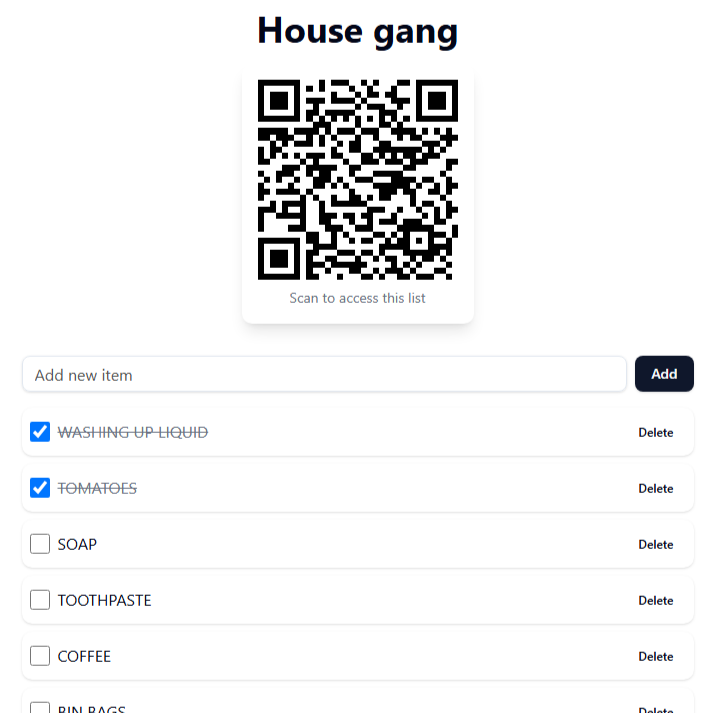 House gang
Scan to access this list
Add new item
Add
WASHING UP LIQUID
Delete
TOMATOES
Delete
SOAP
Delete
TOOTHPASTE
Delete
COFFEE
Delete
BIN BAGS
Delete